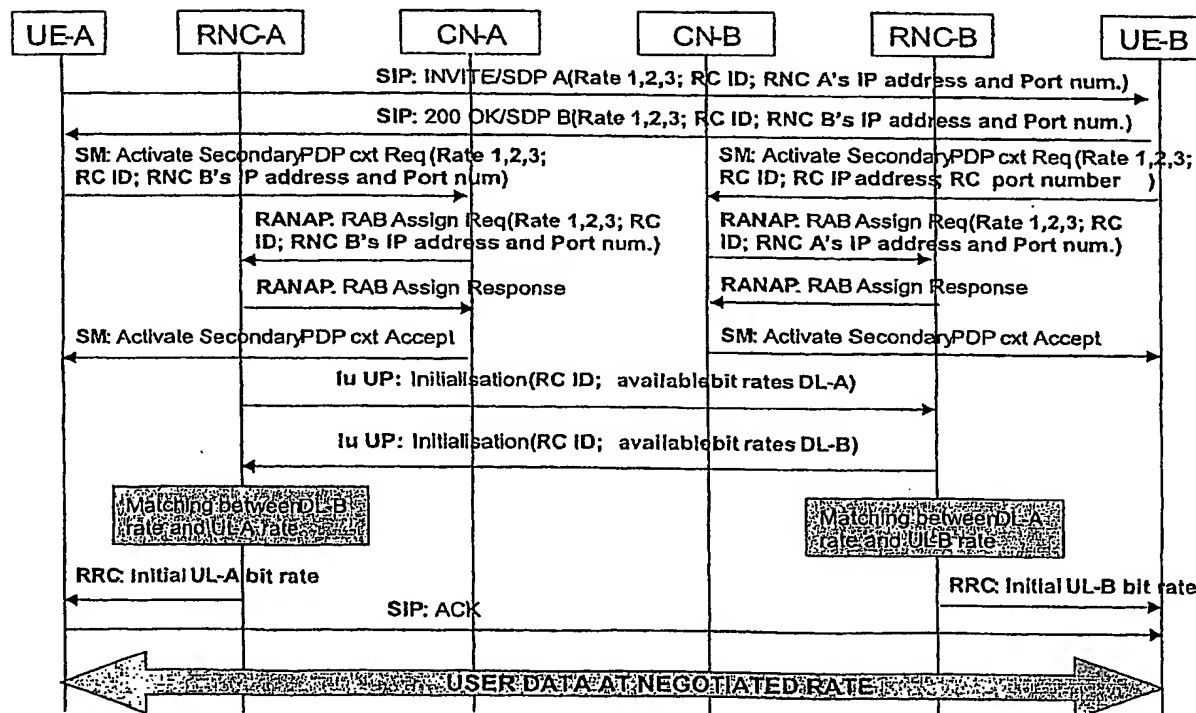 UE-A RNC-A CN-A CN-B RNC-B UE-B
SIP: INVITE/SDP A(Rate 1,2,3; RC ID; RNC A's IP address and Port num.)
SIP: 200 OK/SDP B(Rate 1,2,3; RC ID; RNC B's IP address and Port num.)
SM: Activate SecondaryPDP cxt Req (Rate 1,2,3;
RC ID; RNC B's IP address and Port num)
SM: Activate SecondaryPDP cxt Req (Rate 1,2,3;
RC ID; RC IP address; RC port number )
RANAP: RAB Assign Req(Rate 1,2,3; RC
ID; RNC B's IP address and Port num.)
RANAP: RAB Assign Req(Rate 1,2,3; RC
ID; RNC A's IP address and Port num.)
RANAP: RAB Assign Response
RANAP: RAB Assign Response
SM: Activate SecondaryPDP cxt Accept
SM: Activate SecondaryPDP cxt Accept
Iu UP: Initialisation(RC ID; available bit rates DL-A)
Iu UP: Initialisation(RC ID; available bit rates DL-B)
Matching between DL-B
rate and UL-A rate
Matching between DL-A
rate and UL-B rate
RRC: Initial UL-A bit rate
RRC: Initial UL-B bit rate
SIP: ACK
USER DATA AT NEGOTIATED RATE